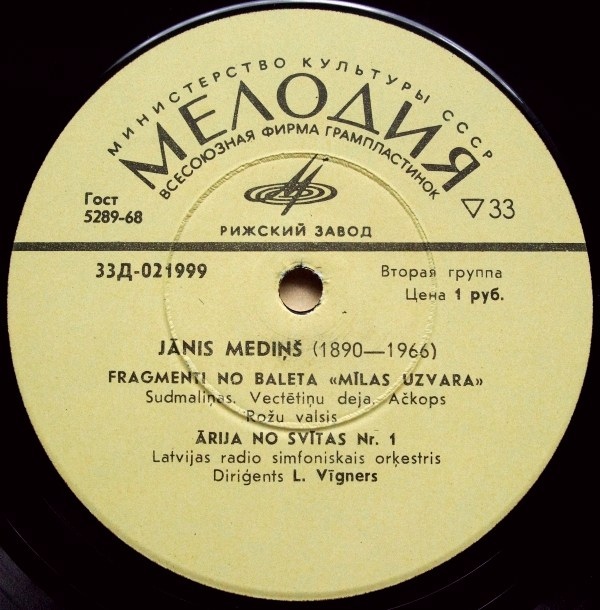 МИНИСТЕРСТВО КУЛЬТУРЫ СССР
МЕЛОДИЯ
ВСЕСОЮЗНАЯ ФИРМА ГРАМПЛАСТИНОК
Гост
5289-68
▽33
РИЖСКИЙ ЗАВОД
33Д-021999
Вторая группа
Цена 1 руб.
JĀNIS MEDIŅŠ (1890—1966)
FRAGMENTI NO BALETA «MĪLAS UZVARA»
Sudmaliņas. Vectētiņu deja. Ačkops
Rožu valsis
ĀRIJA NO SVĪTAS Nr. 1
Latvijas radio simfoniskais orķestris
Diriģents L. Vīgners